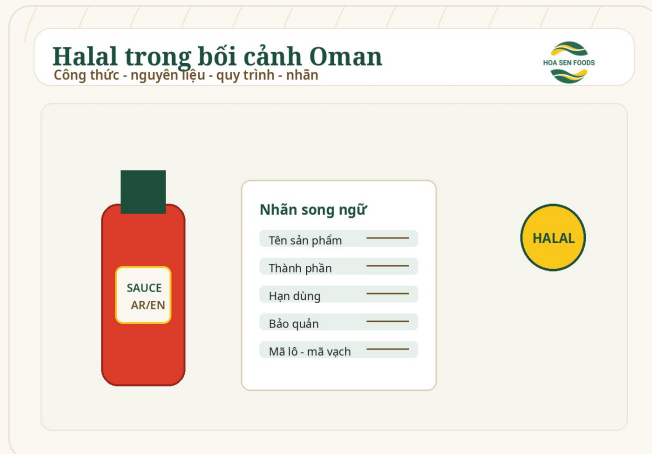 Halal trong bối cảnh Oman
Công thức - nguyên liệu - quy trình - nhãn
HOA SEN FOODS
SAUCE
AR/EN
Nhãn song ngữ
Tên sản phẩm
Thành phần
Hạn dùng
Bảo quản
Mã lô - mã vạch
HALAL